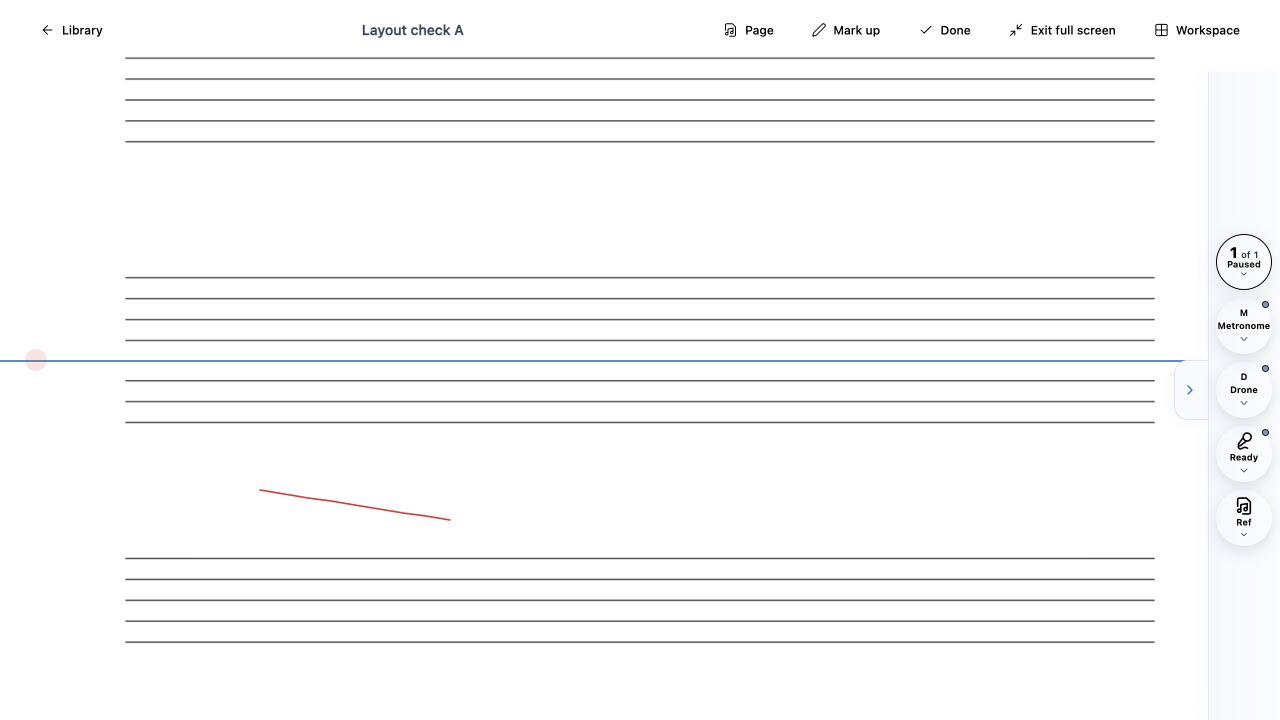 Library
Layout check A
Page
Mark up
Done
Exit full screen
Workspace
1 of 1
Paused
M
Metronome
D
Drone
Ready
Ref